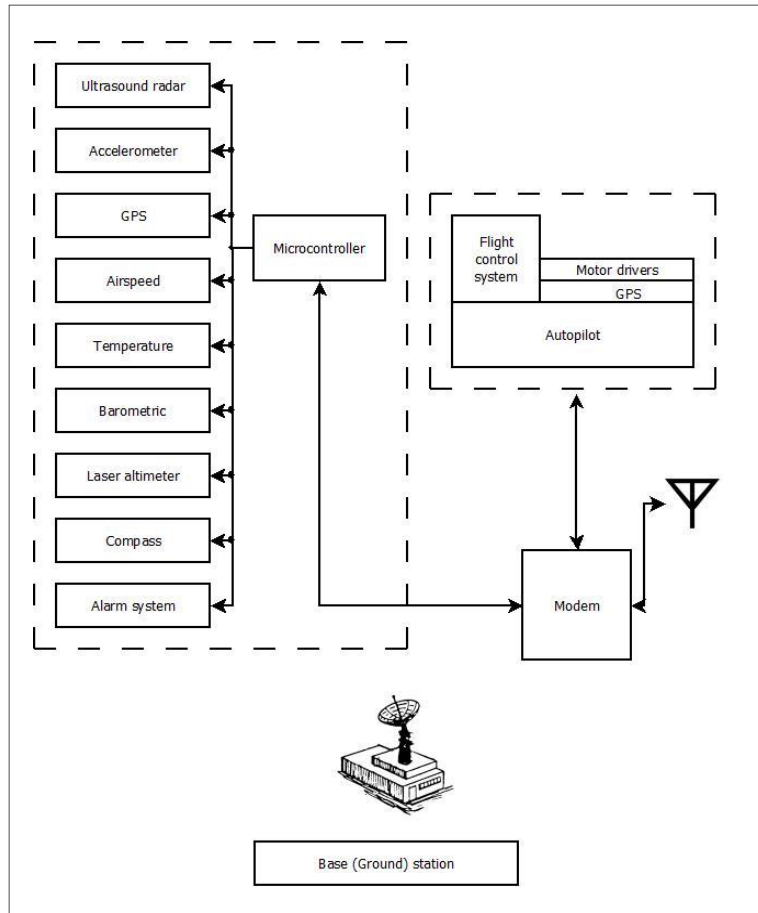 Ultrasound radar
Accelerometer
GPS
Airspeed
Temperature
Barometric
Laser altimeter
Compass
Alarm system
Microcontroller
Flight
control
system
Motor drivers
GPS
Autopilot
Modem
Base (Ground) station